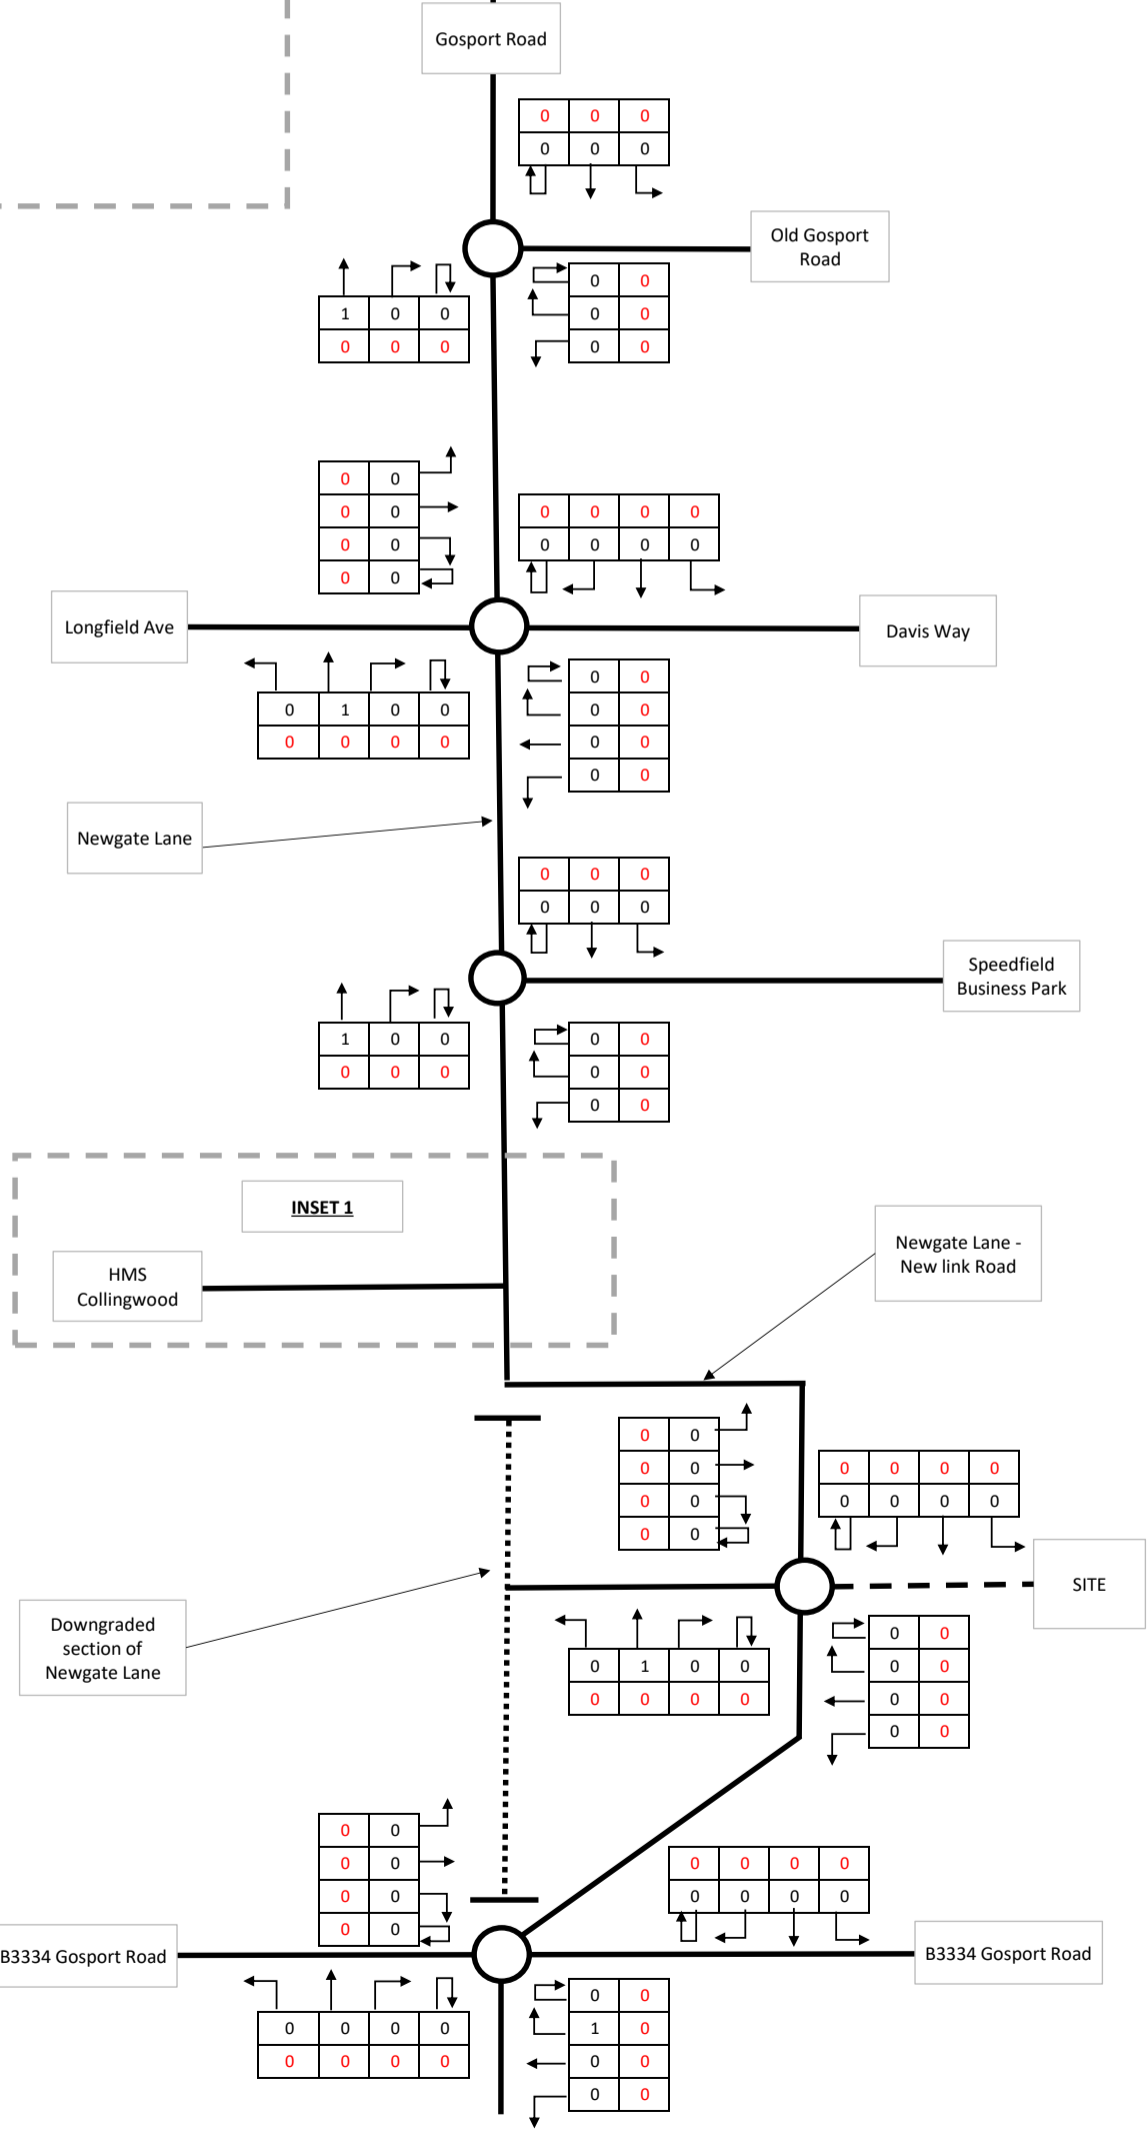 Gosport Road
0 0 0
0 0 0
Old Gosport
Road
0 0
0 0
0 0
1 0 0
0 0 0
0 0
0 0
0 0
0 0
0 0 0 0
0 0 0 0
Longfield Ave
Davis Way
0 1 0 0
0 0 0 0
0 0
0 0
0 0
0 0
Newgate Lane
0 0 0
0 0 0
Speedfield
Business Park
1 0 0
0 0 0
0 0
0 0
0 0
INSET 1
HMS
Collingwood
Newgate Lane -
New link Road
0 0
0 0
0 0
0 0
0 0 0 0
0 0 0 0
SITE
Downgraded
section of
Newgate Lane
0 1 0 0
0 0 0 0
0 0
0 0
0 0
0 0
0 0
0 0
0 0
0 0
0 0 0 0
0 0 0 0
B3334 Gosport Road
B3334 Gosport Road
0 0 0 0
0 0 0 0
0 0
1 0
0 0
0 0